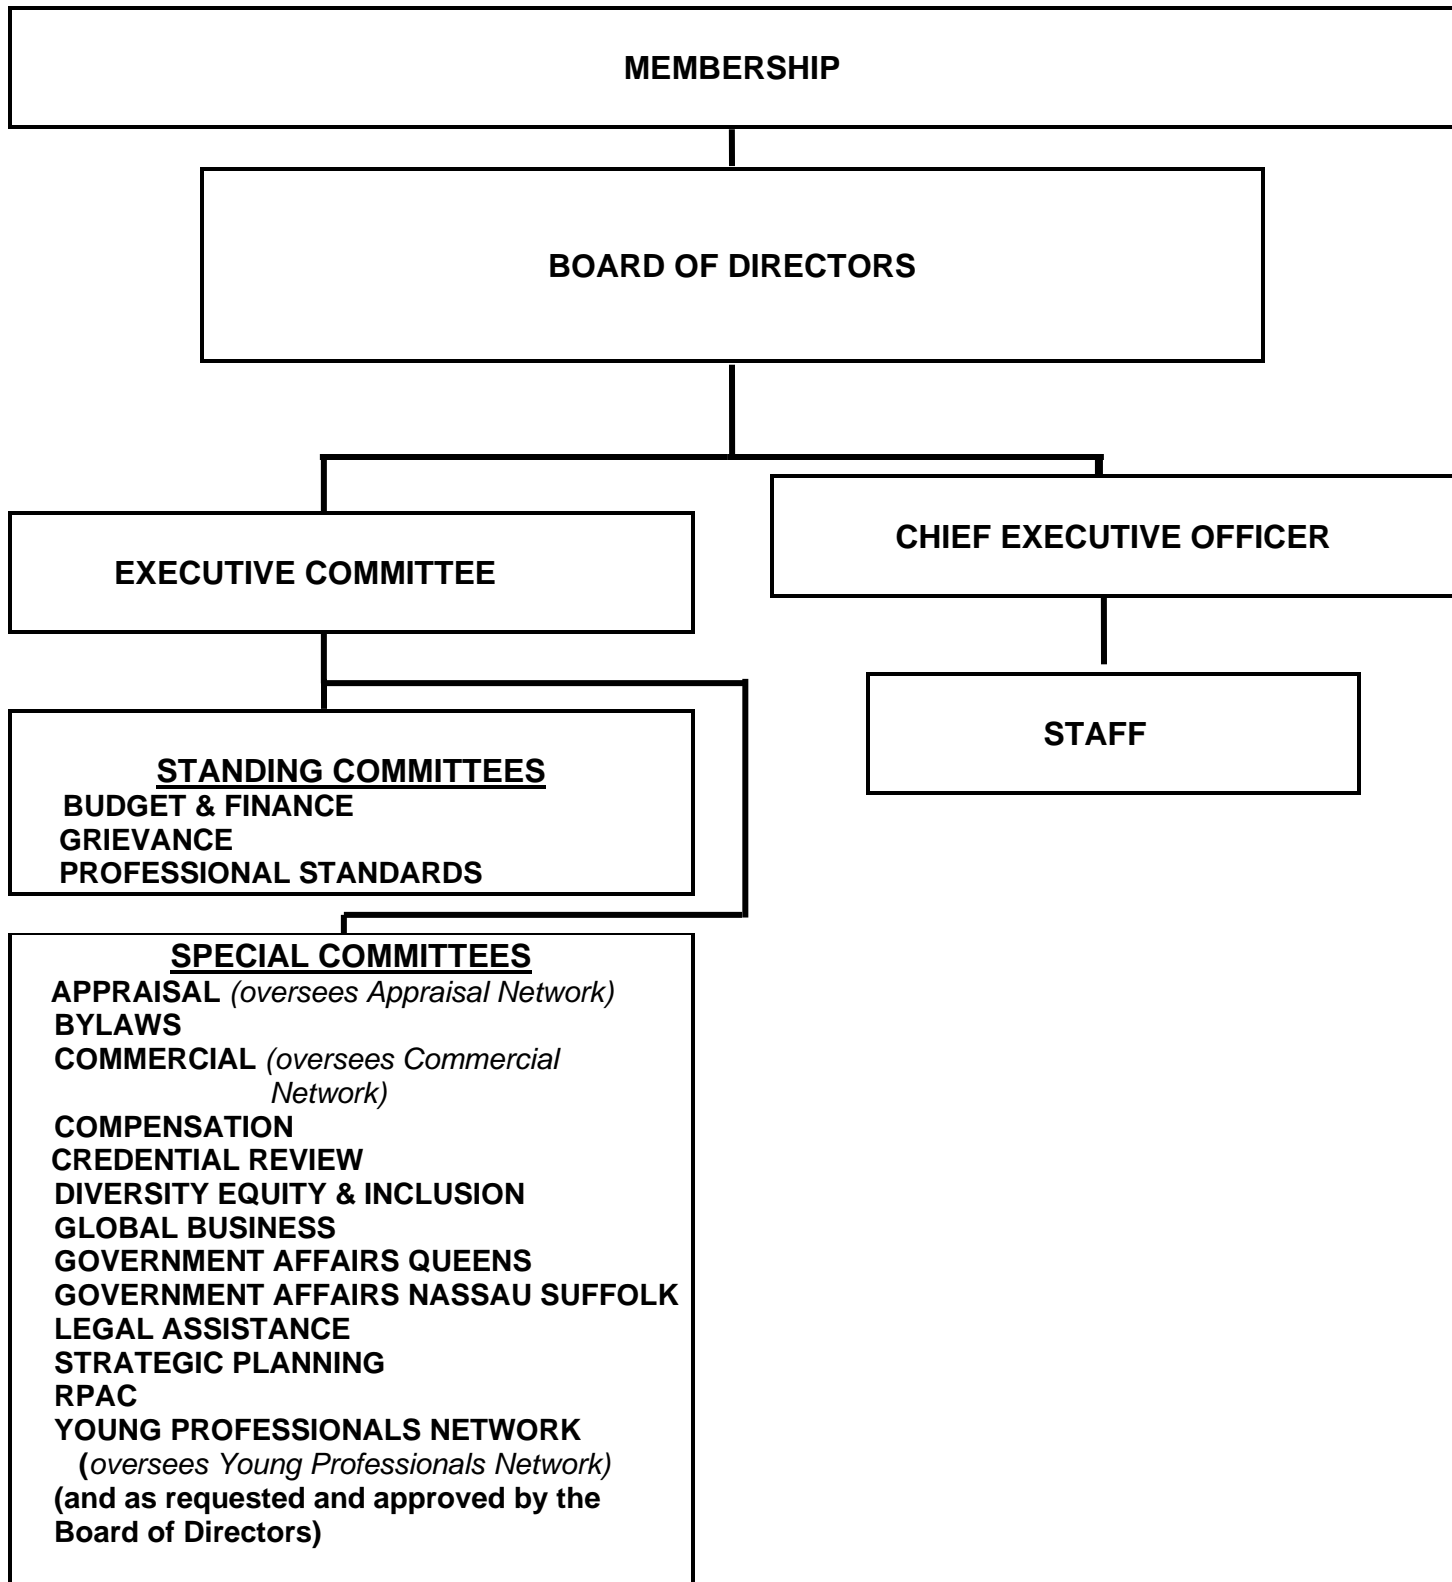 MEMBERSHIP
BOARD OF DIRECTORS
EXECUTIVE COMMITTEE
CHIEF EXECUTIVE OFFICER
STAFF
STANDING COMMITTEES
BUDGET & FINANCE
GRIEVANCE
PROFESSIONAL STANDARDS
SPECIAL COMMITTEES
APPRAISAL (oversees Appraisal Network)
BYLAWS
COMMERCIAL (oversees Commercial
Network)
COMPENSATION
CREDENTIAL REVIEW
DIVERSITY EQUITY & INCLUSION
GLOBAL BUSINESS
GOVERNMENT AFFAIRS QUEENS
GOVERNMENT AFFAIRS NASSAU SUFFOLK
LEGAL ASSISTANCE
STRATEGIC PLANNING
RPAC
YOUNG PROFESSIONALS NETWORK
(oversees Young Professionals Network)
(and as requested and approved by the
Board of Directors)